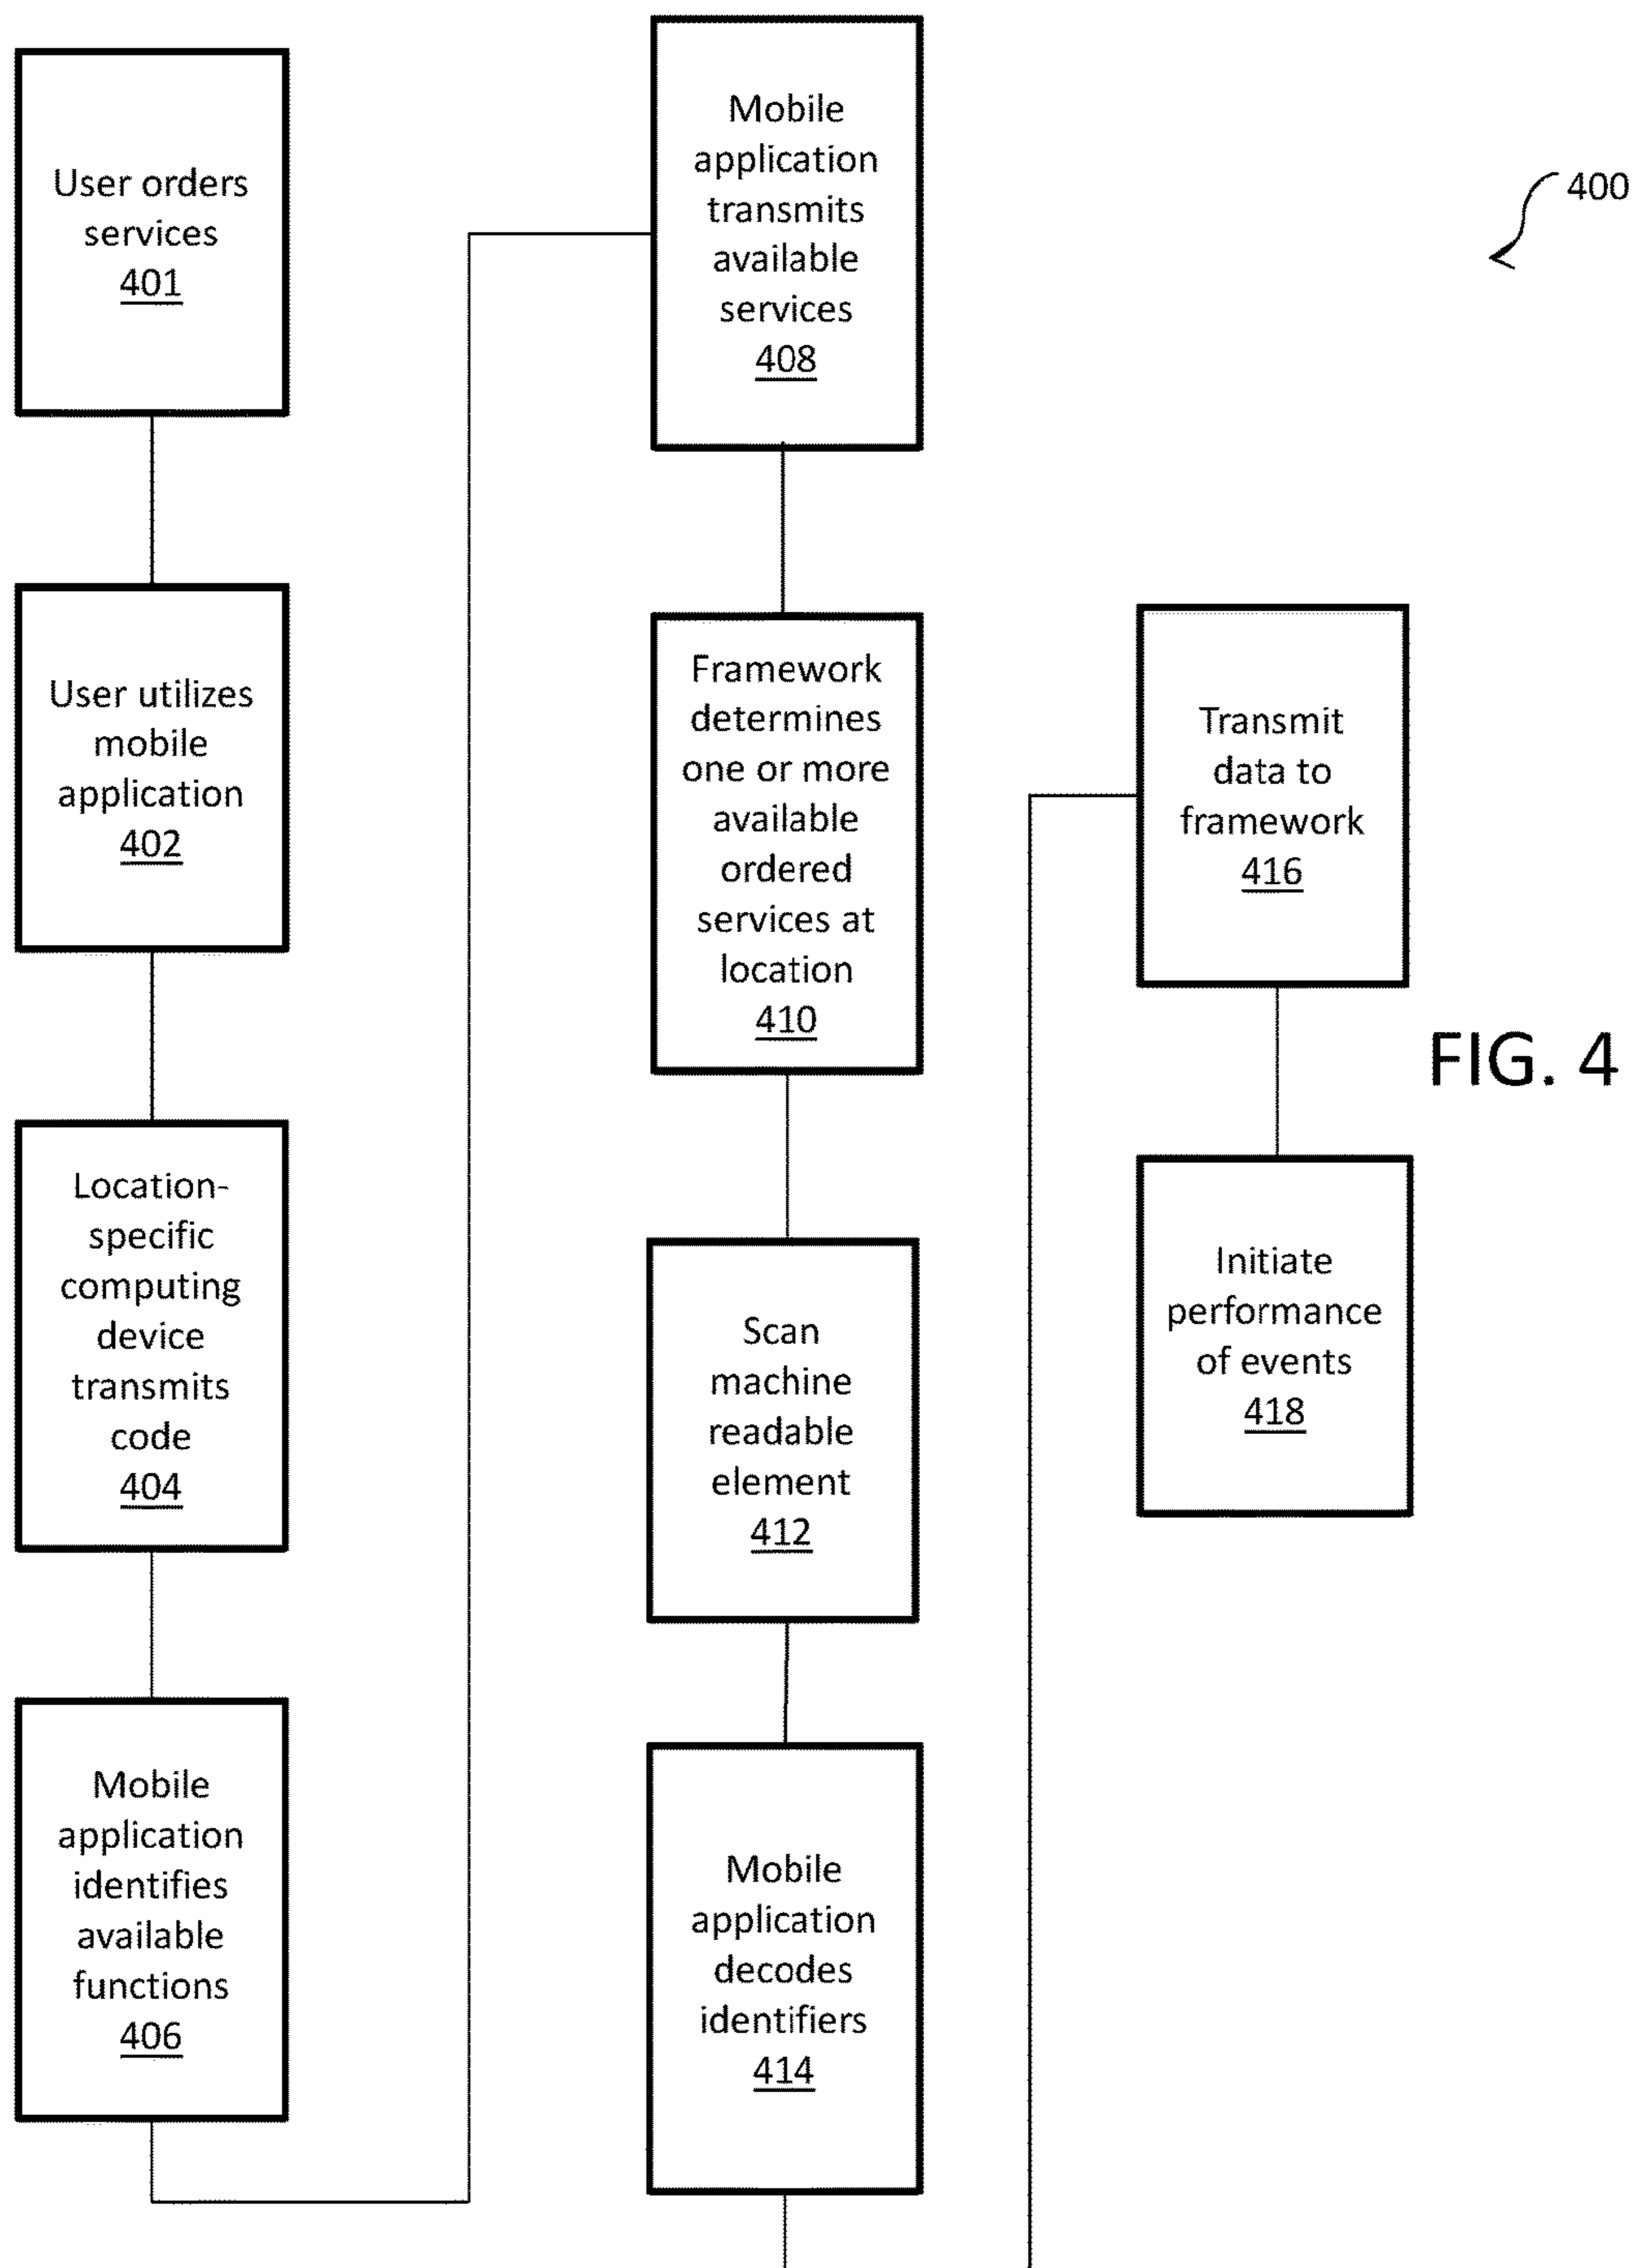 User orders
services
401
User utilizes
mobile
application
402
Location-
specific
computing
device
transmits
code
404
Mobile
application
identifies
available
functions
406
Mobile
application
transmits
available
services
408
Framework
determines
one or more
available
ordered
services at
location
410
Scan
machine
readable
element
412
Mobile
application
decodes
identifiers
414
Transmit
data to
framework
416
Initiate
performance
of events
418
400
FIG. 4